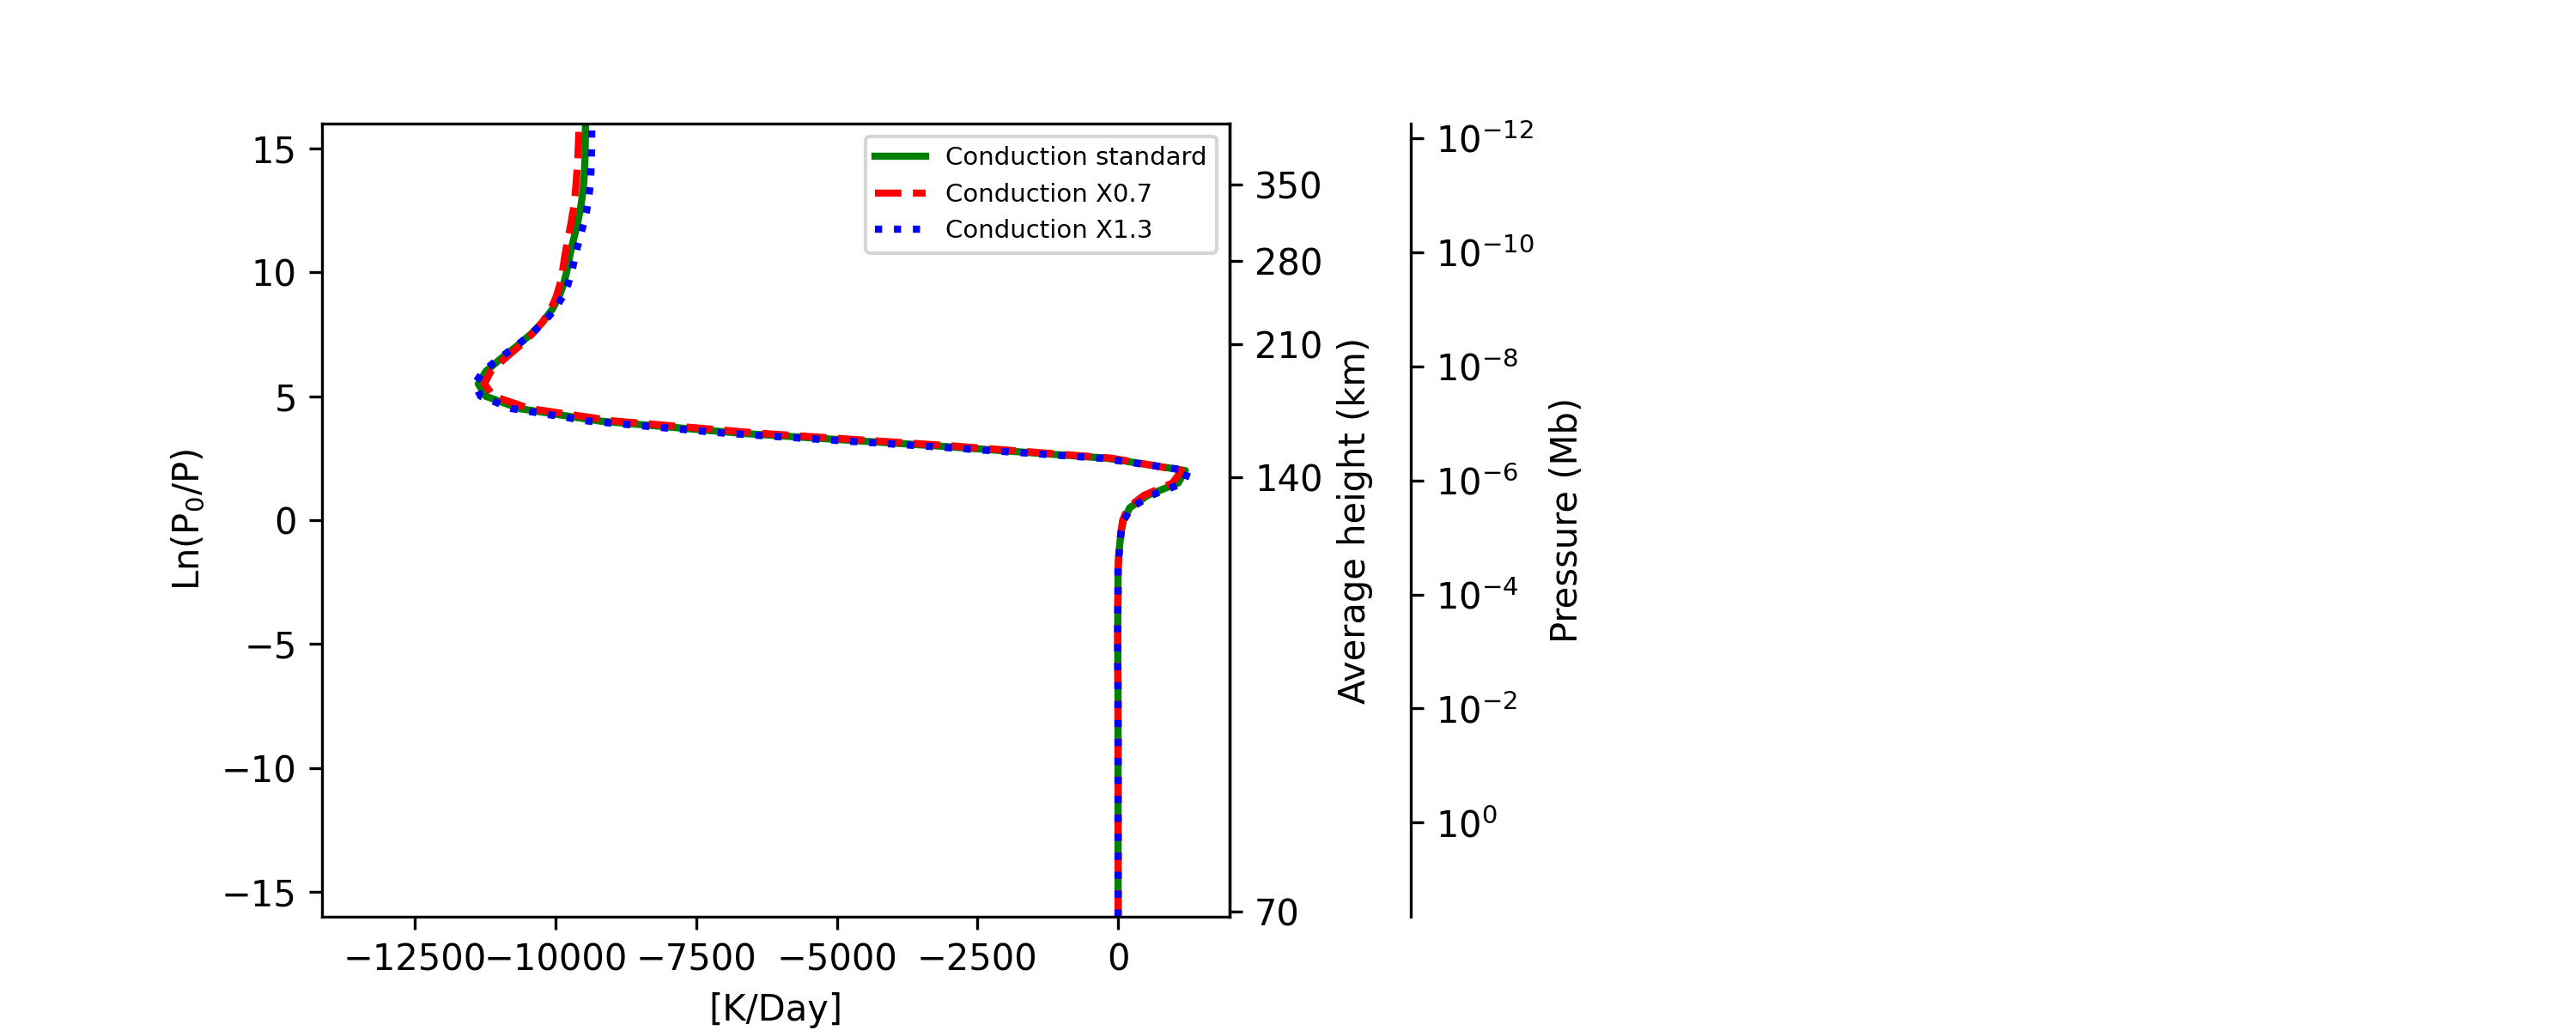 Conduction standard
Conduction X0.7
Conduction X1.3
Ln(P₀/P)
15
10
5
0
−5
−10
−15
−12500 −10000 −7500 −5000 −2500 0
[K/Day]
350
280
210
140
70
Average height (km)
10⁻¹²
10⁻¹⁰
10⁻⁸
10⁻⁶
10⁻⁴
10⁻²
10⁰
Pressure (Mb)